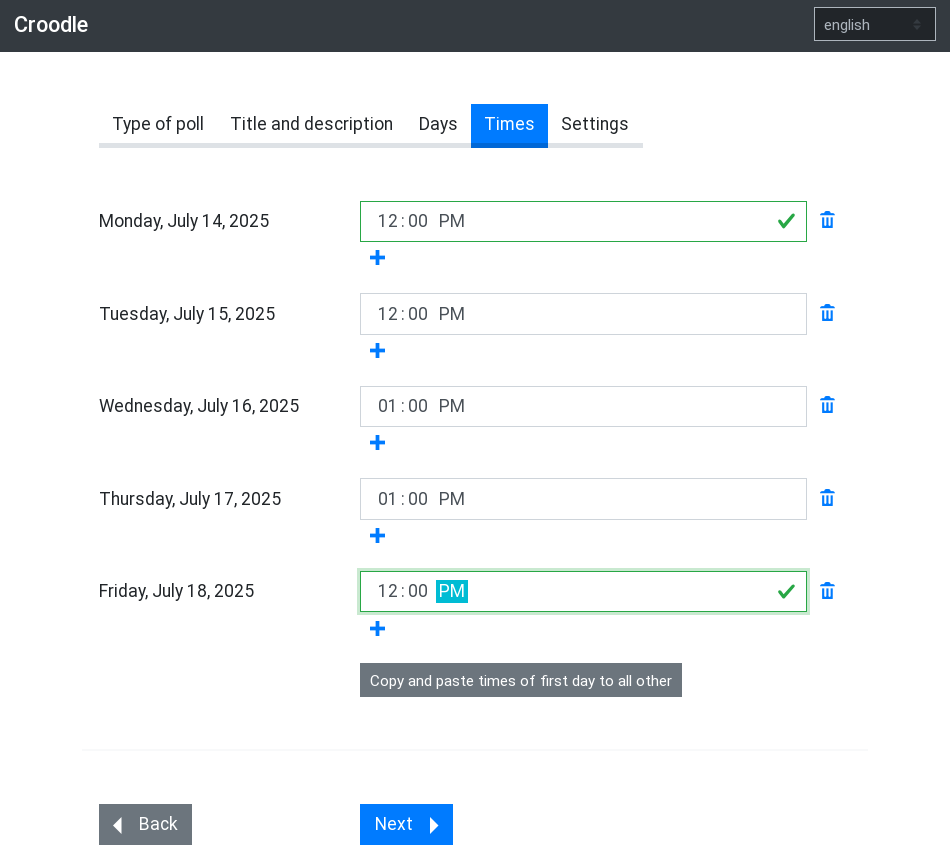 Croodle
english
Type of poll Title and description Days Times Settings
Monday, July 14, 2025 12:00 PM
Tuesday, July 15, 2025 12:00 PM
Wednesday, July 16, 2025 01:00 PM
Thursday, July 17, 2025 01:00 PM
Friday, July 18, 2025 12:00 PM
Copy and paste times of first day to all other
Back Next